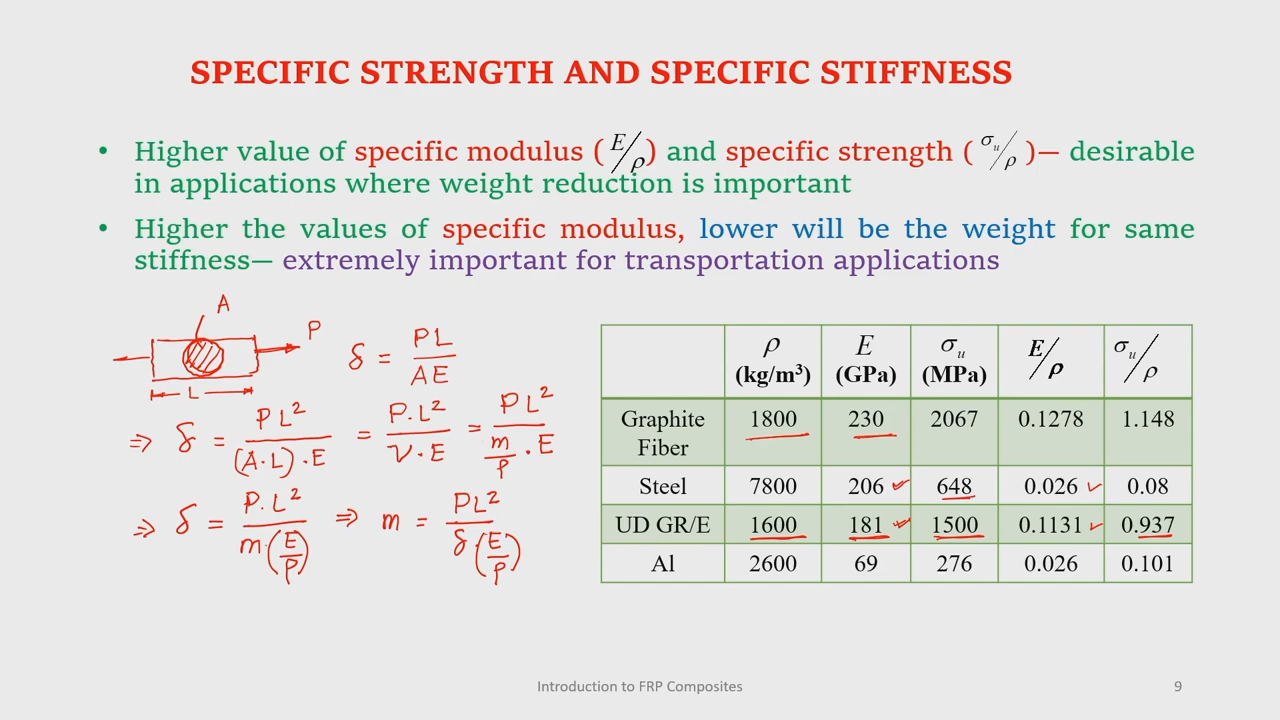 SPECIFIC STRENGTH AND SPECIFIC STIFFNESS
• Higher value of specific modulus ( E/ρ ) and specific strength ( σu/ρ )— desirable
in applications where weight reduction is important
• Higher the values of specific modulus, lower will be the weight for same
stiffness— extremely important for transportation applications
A
P
L
δ = PL / AE
⇒ δ = PL² / (A·L)·E = P·L² / V·E = PL² / (m/ρ · E)
⇒ δ = P·L² / m·(E/ρ) ⇒ m = PL² / δ(E/ρ)
ρ (kg/m³) E (GPa) σu (MPa) E/ρ σu/ρ
Graphite Fiber 1800 230 2067 0.1278 1.148
Steel 7800 206 648 0.026 0.08
UD GR/E 1600 181 1500 0.1131 0.937
Al 2600 69 276 0.026 0.101
Introduction to FRP Composites 9